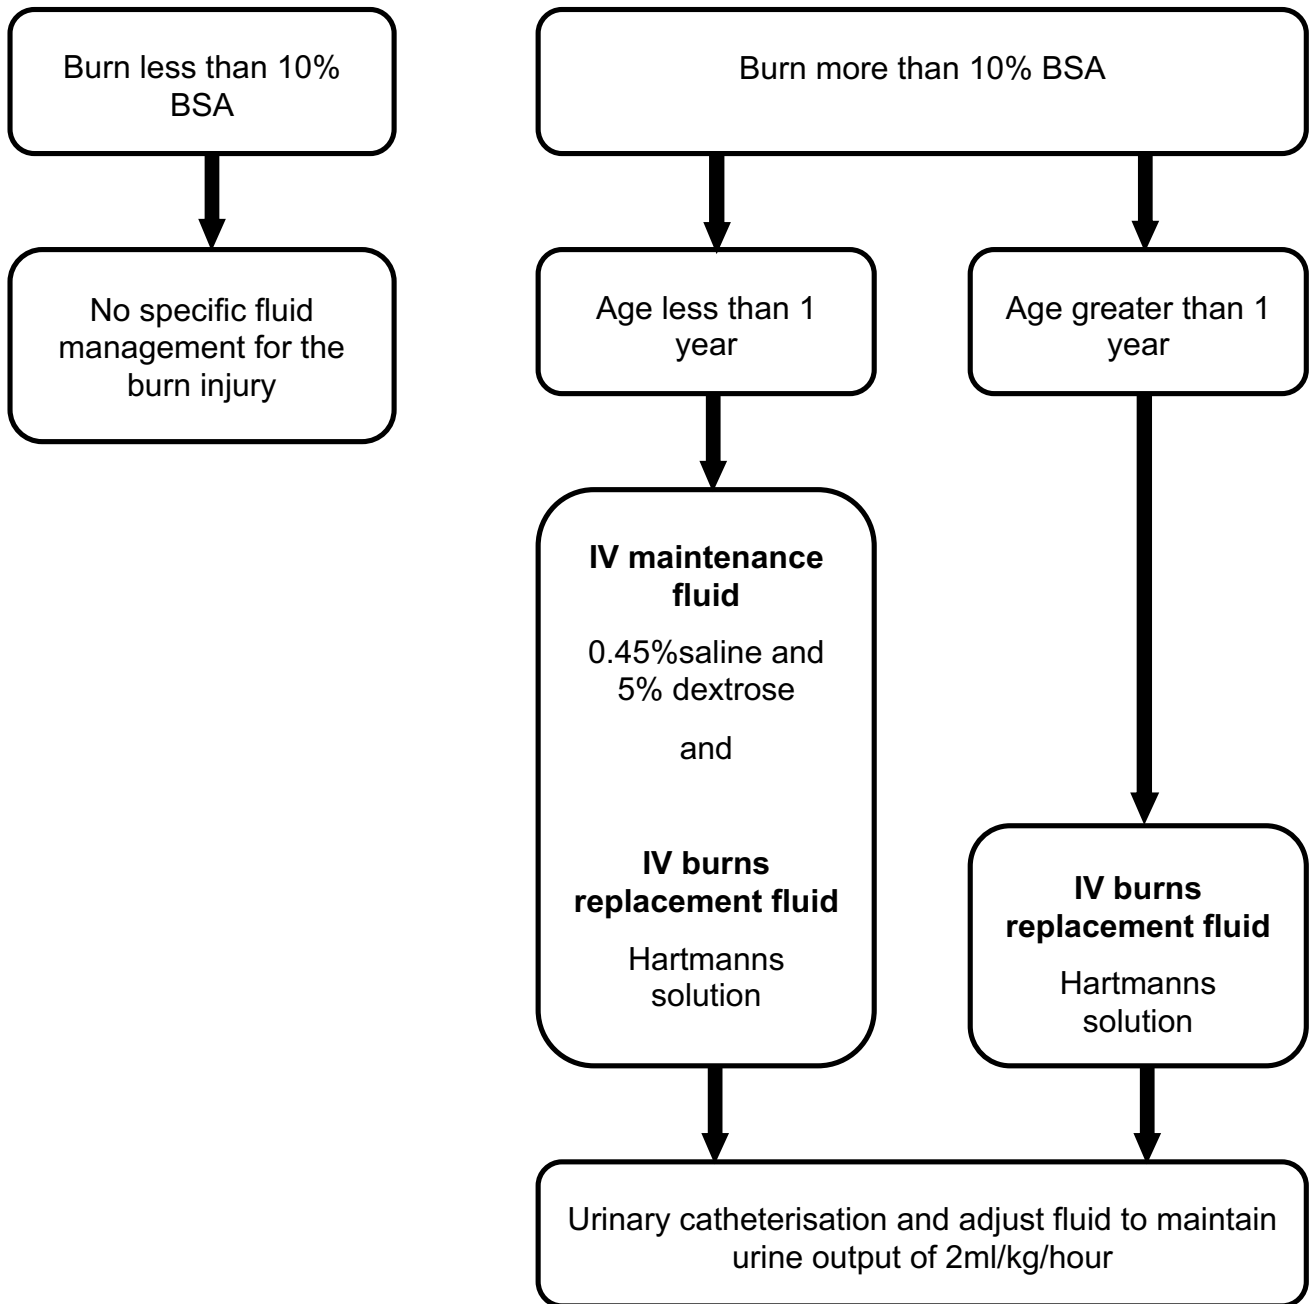 Burn less than 10%
BSA
Burn more than 10% BSA
No specific fluid
management for the
burn injury
Age less than 1
year
Age greater than 1
year
IV maintenance
fluid
0.45%saline and
5% dextrose
and
IV burns
replacement fluid
Hartmanns
solution
IV burns
replacement fluid
Hartmanns
solution
Urinary catheterisation and adjust fluid to maintain
urine output of 2ml/kg/hour